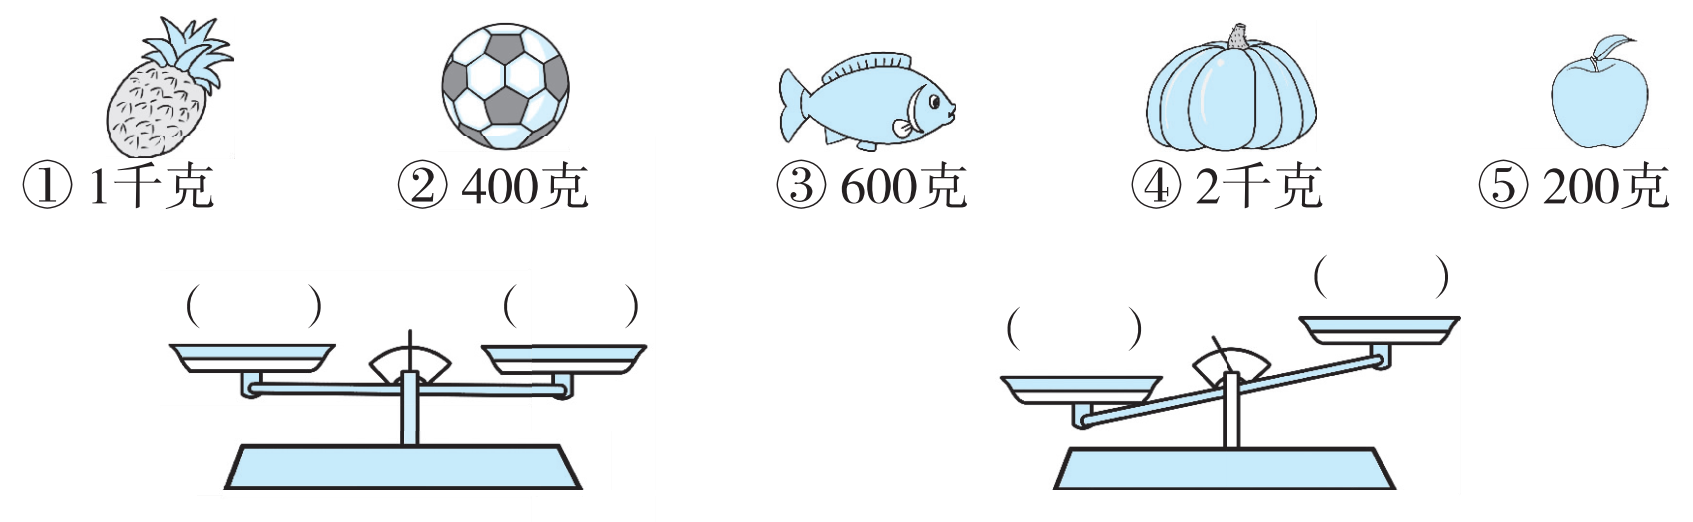 ① 1千克 ② 400克 ③ 600克 ④ 2千克 ⑤ 200克
( ) ( ) ( ) ( )